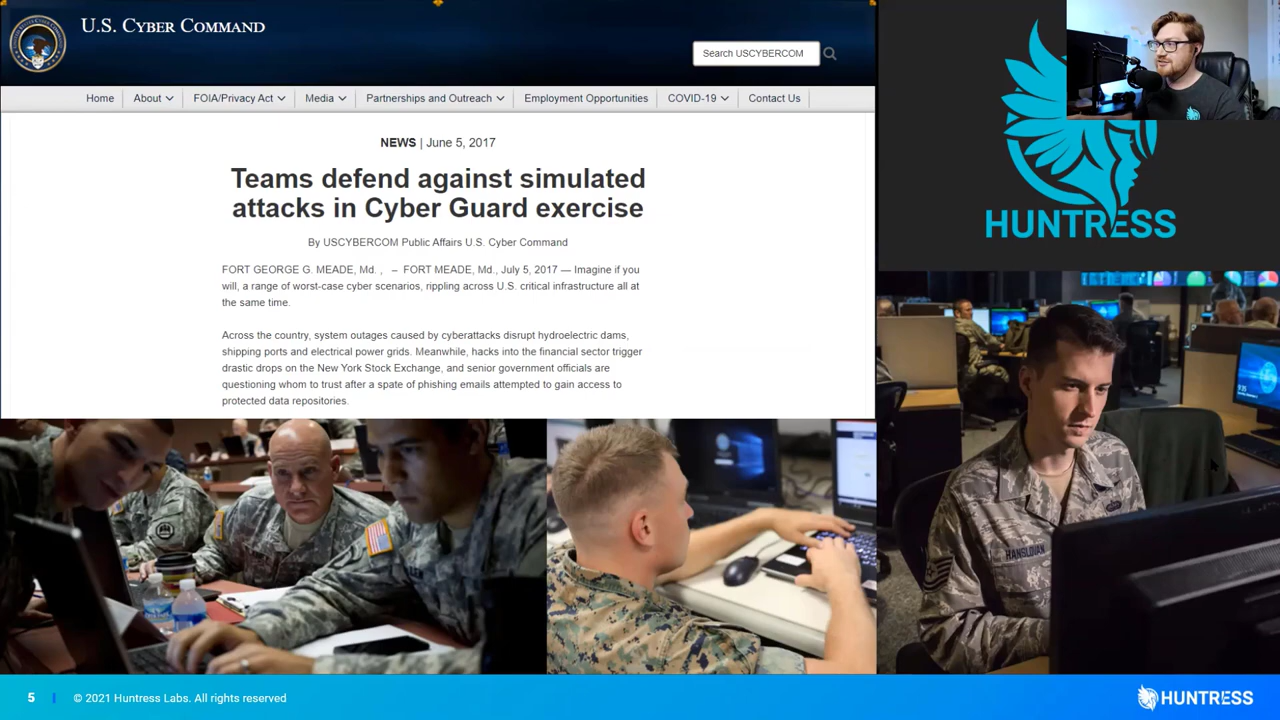 U.S. CYBER COMMAND
Search USCYBERCOM
Home
About
FOIA/Privacy Act
Media
Partnerships and Outreach
Employment Opportunities
COVID-19
Contact Us
NEWS | June 5, 2017
Teams defend against simulated
attacks in Cyber Guard exercise
By USCYBERCOM Public Affairs U.S. Cyber Command
FORT GEORGE G. MEADE, Md. , – FORT MEADE, Md., July 5, 2017 — Imagine if you
will, a range of worst-case cyber scenarios, rippling across U.S. critical infrastructure all at
the same time.
Across the country, system outages caused by cyberattacks disrupt hydroelectric dams,
shipping ports and electrical power grids. Meanwhile, hacks into the financial sector trigger
drastic drops on the New York Stock Exchange, and senior government officials are
questioning whom to trust after a spate of phishing emails attempted to gain access to
protected data repositories.
HUNTRESS
HANSLOVAN
5
© 2021 Huntress Labs. All rights reserved
HUNTRESS